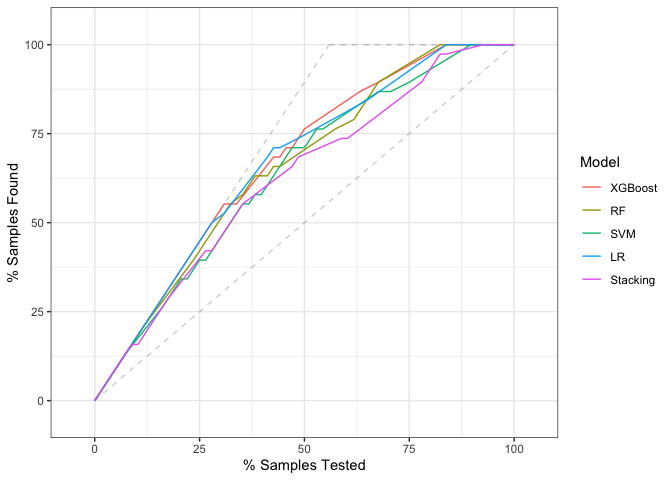 100
75
50
25
0
% Samples Found
0
25
50
75
100
% Samples Tested
Model
XGBoost
RF
SVM
LR
Stacking